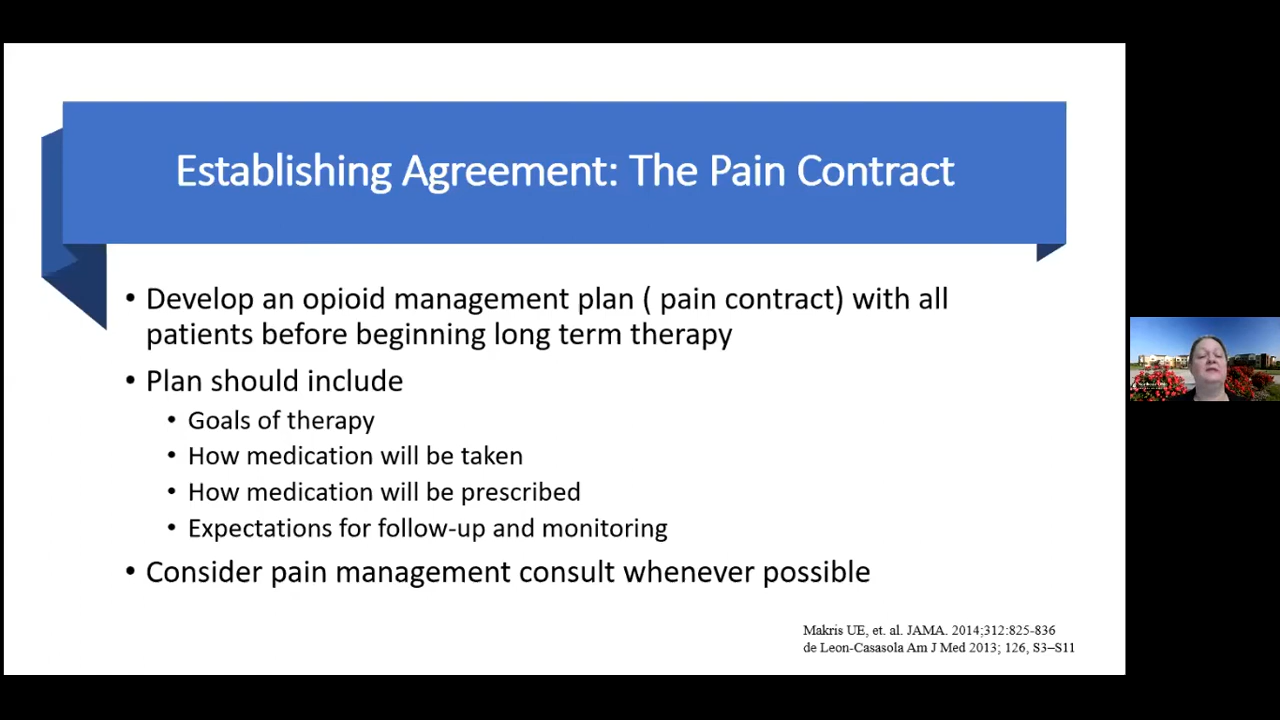 Establishing Agreement: The Pain Contract
• Develop an opioid management plan ( pain contract) with all
patients before beginning long term therapy
• Plan should include
• Goals of therapy
• How medication will be taken
• How medication will be prescribed
• Expectations for follow-up and monitoring
• Consider pain management consult whenever possible
Makris UE, et. al. JAMA. 2014;312:825-836
de Leon-Casasola Am J Med 2013; 126, S3–S11